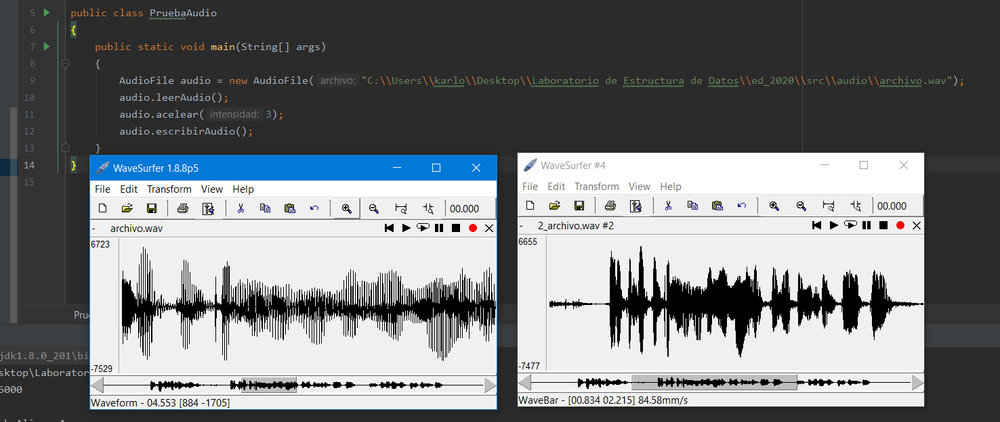 5 public class PruebaAudio
6 {
7 public static void main(String[] args)
8 {
9 AudioFile audio = new AudioFile( archivo: "C:\\Users\\karlo\\Desktop\\Laboratorio de Estructura de Datos\\ed_2020\\src\\audio\\archivo.wav");
10 audio.leerAudio();
11 audio.acelear( intensidad: 3);
12 audio.escribirAudio();
13 }
14 }
15
WaveSurfer 1.8.8p5
File Edit Transform View Help
00.000
- archivo.wav
6723
-7529
Waveform - 04.553 [884 -1705]
WaveSurfer #4
File Edit Transform View Help
00.000
- 2_archivo.wav #2
6655
-7477
WaveBar - [00.834 02.215] 84.58mm/s
Pru
jdk1.8.0_201\bi
sktop\Laborator
6000